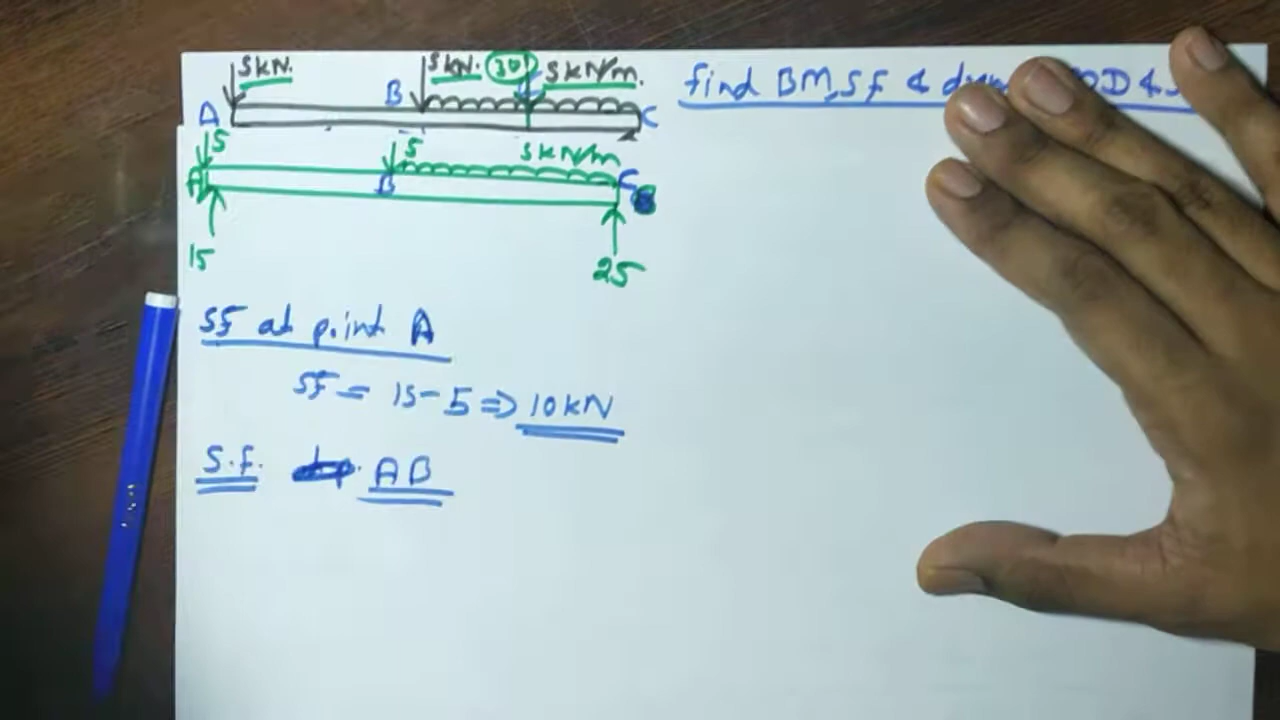 5kN. 5kN. 30 5kN/m. find BM, SF &
A B C
5 5 5kN/m
A B C
15 25
SF at point A
SF = 15-5 => 10kN
S.F. AB